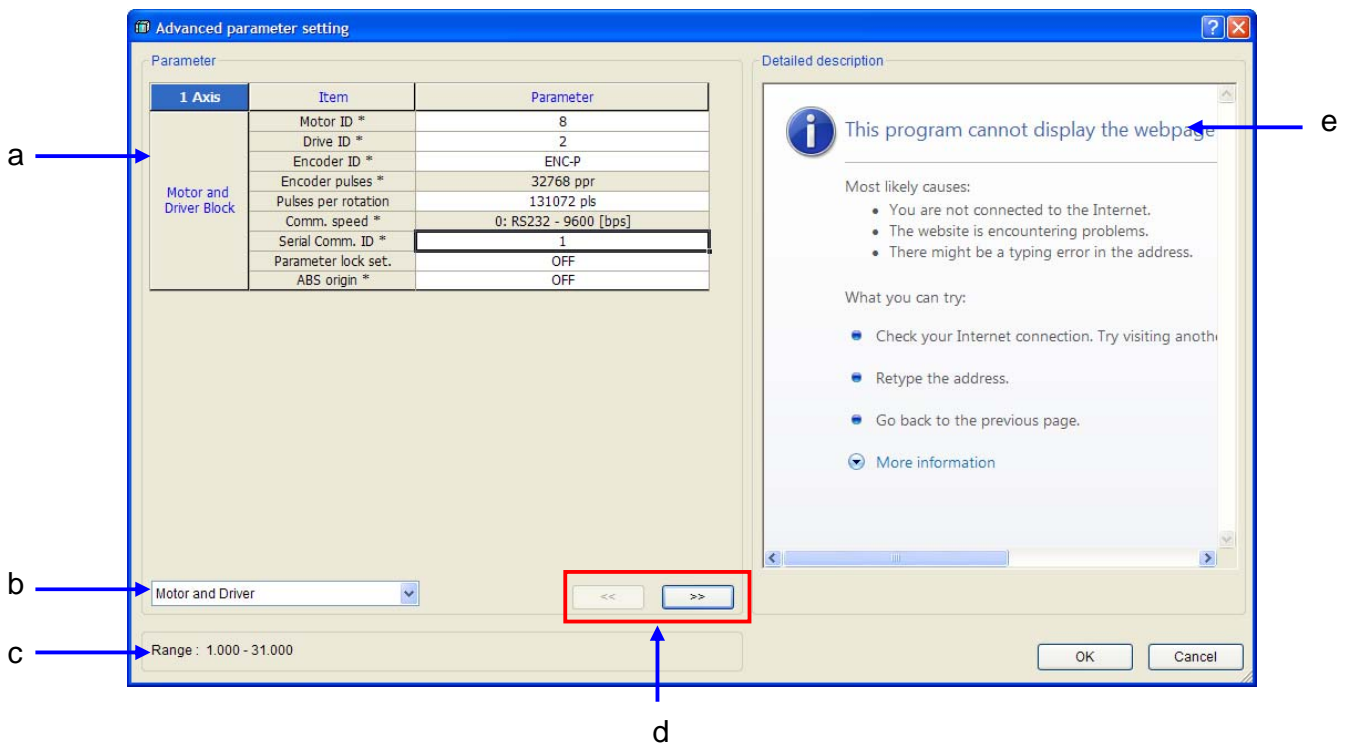 Advanced parameter setting
Parameter
1 Axis Item Parameter
Motor and Driver Block
Motor ID * 8
Drive ID * 2
Encoder ID * ENC-P
Encoder pulses * 32768 ppr
Pulses per rotation 131072 pls
Comm. speed * 0: RS232 - 9600 [bps]
Serial Comm. ID * 1
Parameter lock set. OFF
ABS origin * OFF
Motor and Driver
<< >>
Range : 1.000 - 31.000
Detailed description
This program cannot display the webpage
Most likely causes:
• You are not connected to the Internet.
• The website is encountering problems.
• There might be a typing error in the address.
What you can try:
Check your Internet connection. Try visiting anoth
Retype the address.
Go back to the previous page.
More information
OK Cancel
a
b
c
d
e